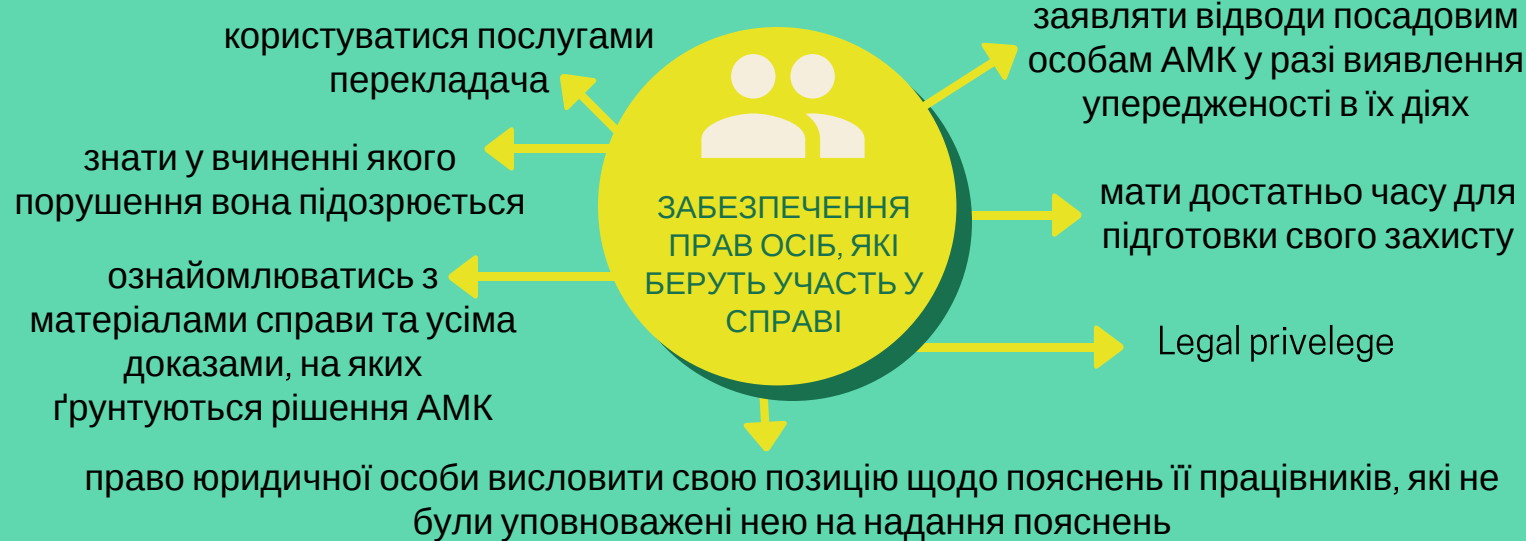 користуватися послугами
перекладача
знати у вчиненні якого
порушення вона підозрюється
ознайомлюватись з
матеріалами справи та усіма
доказами, на яких
ґрунтуються рішення АМК
ЗАБЕЗПЕЧЕННЯ
ПРАВ ОСІБ, ЯКІ
БЕРУТЬ УЧАСТЬ У
СПРАВІ
заявляти відводи посадовим
особам АМК у разі виявлення
упередженості в їх діях
мати достатньо часу для
підготовки свого захисту
Legal privelege
право юридичної особи висловити свою позицію щодо пояснень її працівників, які не
були уповноважені нею на надання пояснень